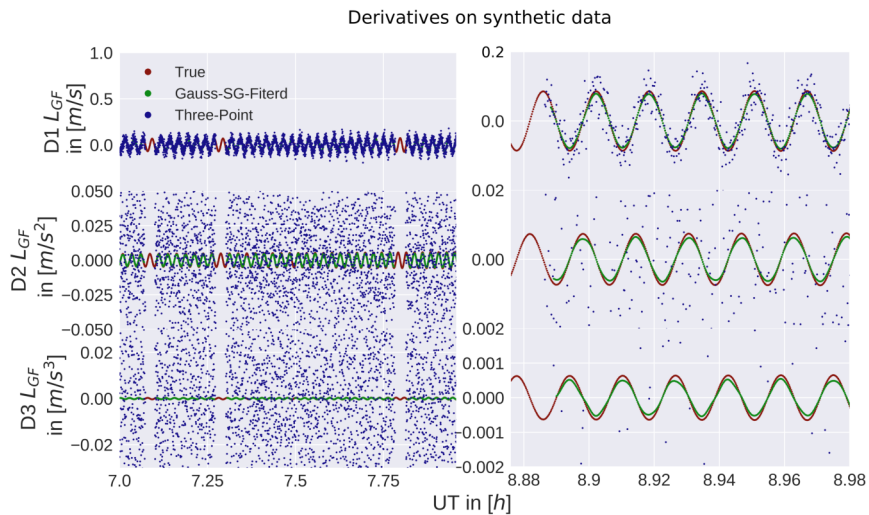 Derivatives on synthetic data
True
Gauss-SG-Fiterd
Three-Point
D1 L_GF in [m/s]
1.0
0.5
0.0
D2 L_GF in [m/s²]
0.050
0.025
0.000
−0.025
−0.050
D3 L_GF in [m/s³]
0.02
0.00
−0.02
7.0 7.25 7.5 7.75
0.2
0.0
0.02
0.00
0.002
0.001
0.000
−0.001
−0.002
8.88 8.9 8.92 8.94 8.96 8.98
UT in [h]